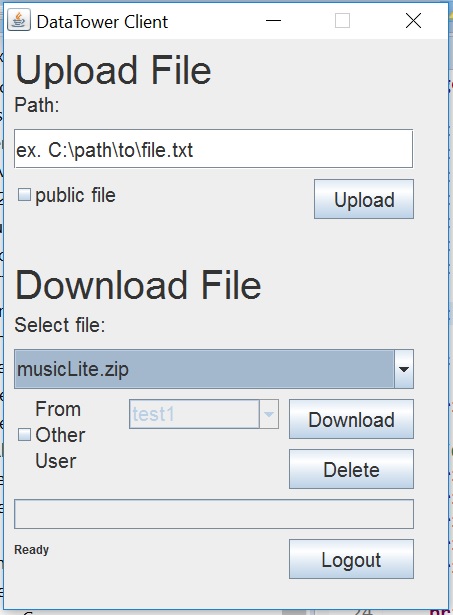 DataTower Client
Upload File
Path:
ex. C:\path\to\file.txt
public file
Upload
Download File
Select file:
musicLite.zip
From
Other
User
test1
Download
Delete
Ready
Logout
24